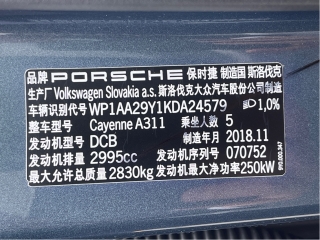 品牌 PORSCHE 保时捷 制造国 斯洛伐克
生产厂 Volkswagen Slovakia a.s. 斯洛伐克大众汽车股份公司制造
车辆识别代号 WP1AA29Y1KDA24579 1,0%
整车型号 Cayenne A311 乘坐人数 5
发动机型号 DCB 制造年月 2018.11
发动机排量 2995cc 发动机序列号 070752
最大允许总质量 2830kg 发动机最大净功率 250kW